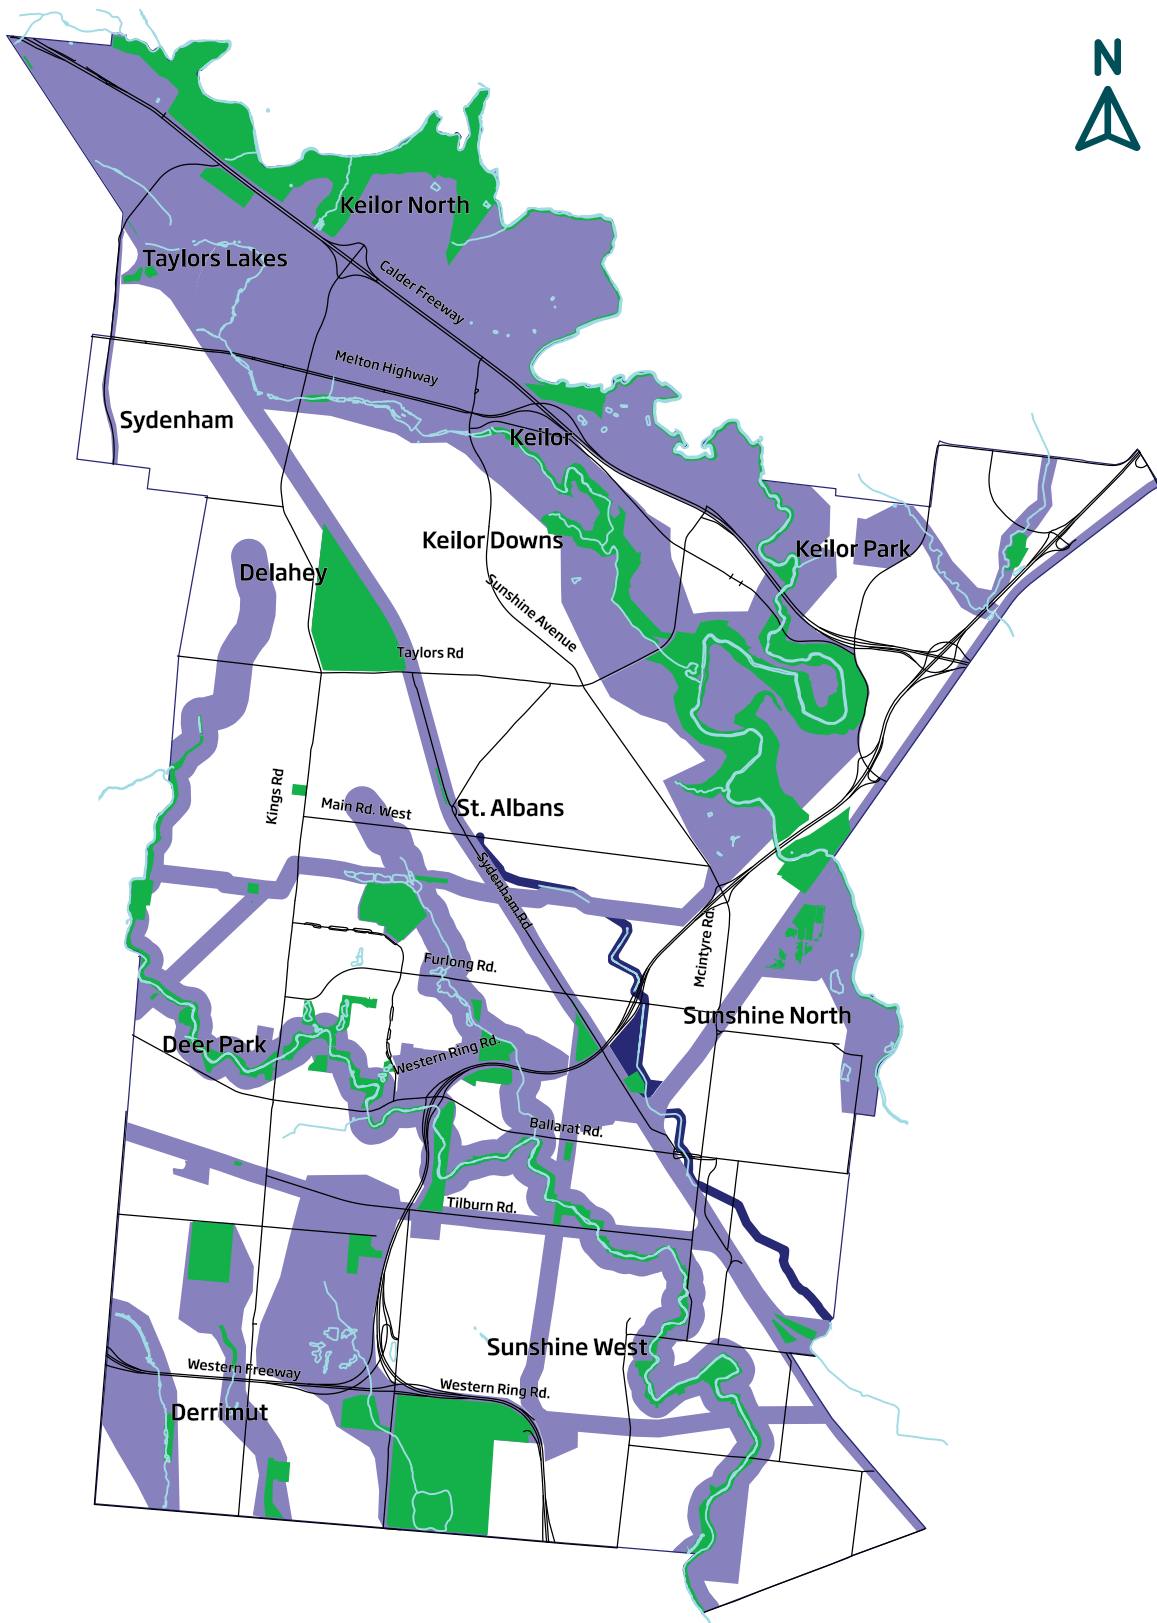 N
Keilor North
Taylors Lakes
Calder Freeway
Melton Highway
Sydenham
Keilor
Keilor Downs
Keilor Park
Delahey
Sunshine Avenue
Taylors Rd
Kings Rd
Main Rd. West
St. Albans
Sydenham Rd
Mcintyre Rd.
Furlong Rd.
Sunshine North
Deer Park
Western Ring Rd.
Ballarat Rd.
Tilburn Rd.
Sunshine West
Western Freeway
Western Ring Rd.
Derrimut